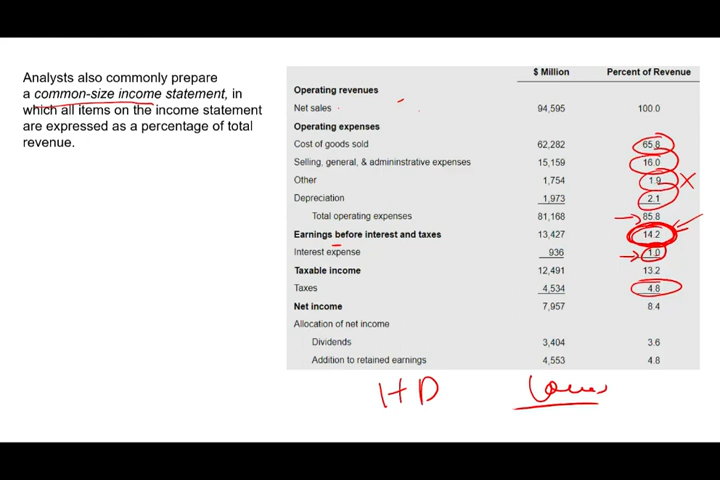 Analysts also commonly prepare
a common-size income statement, in
which all items on the income statement
are expressed as a percentage of total
revenue.
$ Million Percent of Revenue
Operating revenues
Net sales 94,595 100.0
Operating expenses
Cost of goods sold 62,282 65.8
Selling, general, & admininstrative expenses 15,159 16.0
Other 1,754 1.9
Depreciation 1,973 2.1
Total operating expenses 81,168 85.8
Earnings before interest and taxes 13,427 14.2
Interest expense 936 1.0
Taxable income 12,491 13.2
Taxes 4,534 4.8
Net income 7,957 8.4
Allocation of net income
Dividends 3,404 3.6
Addition to retained earnings 4,553 4.8
HD